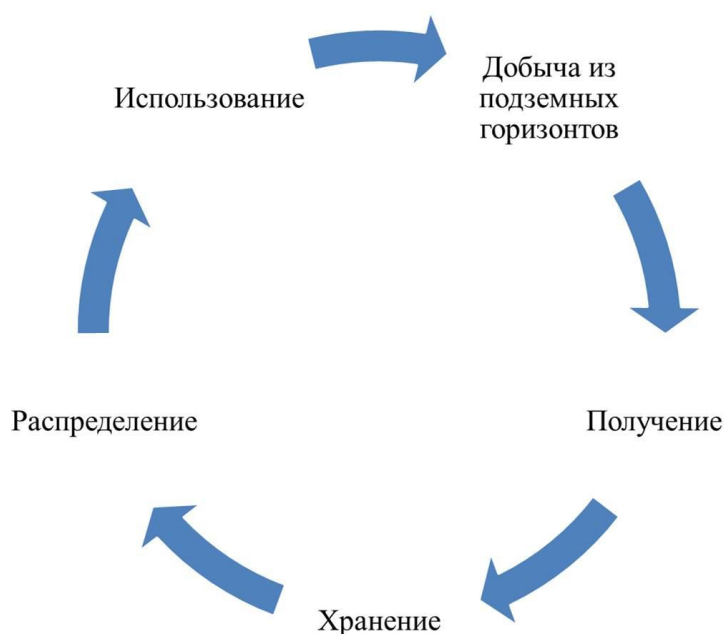 Добыча из
подземных
горизонтов
Получение
Хранение
Распределение
Использование